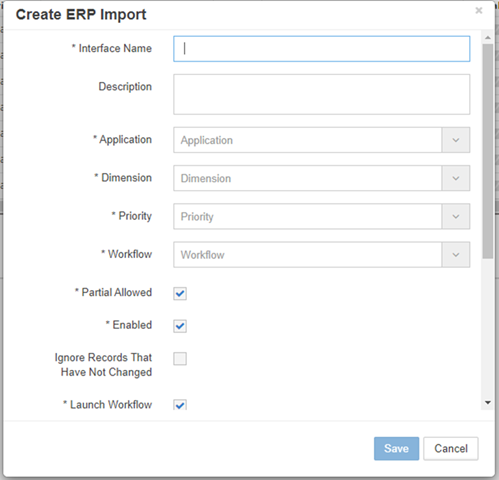 Create ERP Import
* Interface Name
Description
* Application Application
* Dimension Dimension
* Priority Priority
* Workflow Workflow
* Partial Allowed
* Enabled
Ignore Records That
Have Not Changed
* Launch Workflow
Save Cancel